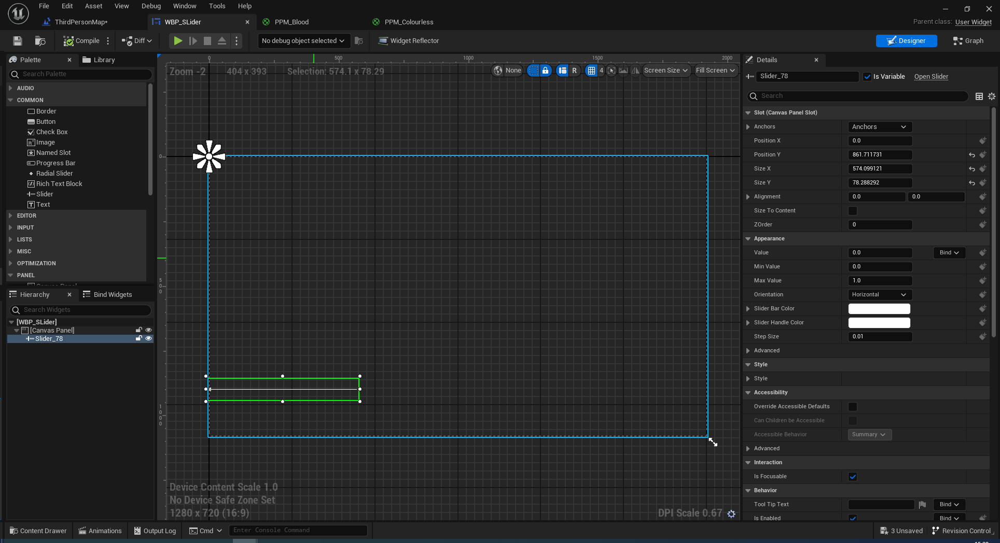 File Edit Asset View Debug Window Tools Help
ThirdPersonMap* WBP_SLider PPM_Blood PPM_Colourless
Parent class: User Widget
Compile Diff No debug object selected Widget Reflector Designer Graph
Palette Library
Search Palette
AUDIO
COMMON
Border
Button
Check Box
Image
Named Slot
Progress Bar
Radial Slider
Rich Text Block
Slider
Text
EDITOR
INPUT
LISTS
MISC
OPTIMIZATION
PANEL
Canvas Panel
Hierarchy Bind Widgets
Search Widgets
[WBP_SLider]
[Canvas Panel]
Slider_78
0 500 1000 1500 2000
Zoom -2 404 x 393 Selection: 574.1 x 78.29
None R 4 Screen Size Fill Screen
0
500
1000
Device Content Scale 1.0
No Device Safe Zone Set
1280 x 720 (16:9)
DPI Scale 0.67
Details
Slider_78 Is Variable Open Slider
Search
Slot (Canvas Panel Slot)
Anchors Anchors
Position X 0.0
Position Y 861.711731
Size X 574.099121
Size Y 78.288292
Alignment 0.0 0.0
Size To Content
ZOrder 0
Appearance
Value 0.0 Bind
Min Value 0.0
Max Value 1.0
Orientation Horizontal
Slider Bar Color
Slider Handle Color
Step Size 0.01
Advanced
Style
Style
Accessibility
Override Accessible Defaults
Can Children be Accessible
Accessible Behavior Summary
Advanced
Interaction
Is Focusable
Behavior
Tool Tip Text Bind
Is Enabled Bind
Content Drawer Animations Output Log Cmd Enter Console Command 3 Unsaved Revision Control